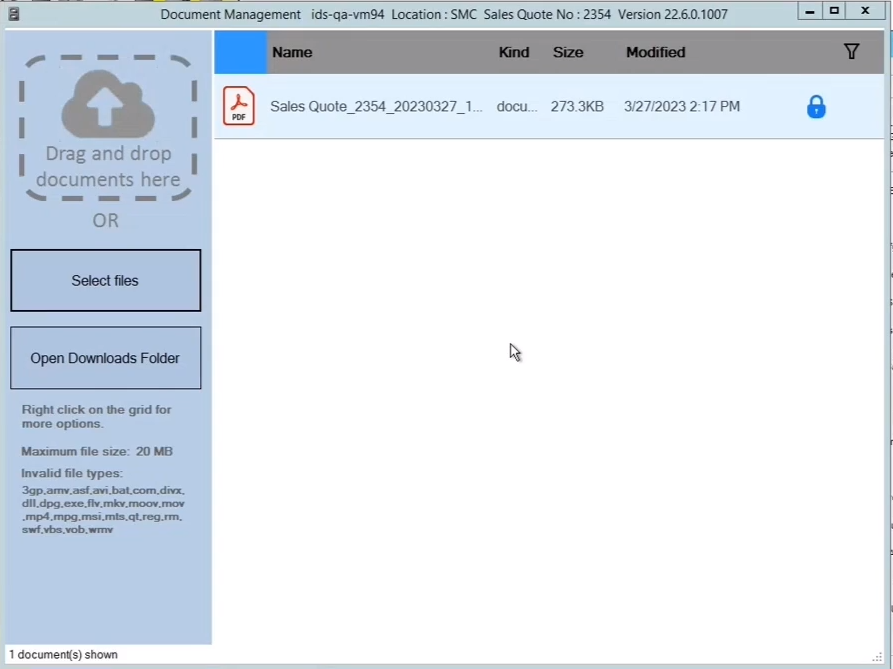 Document Management ids-qa-vm94 Location : SMC Sales Quote No : 2354 Version 22.6.0.1007
Name Kind Size Modified
PDF Sales Quote_2354_20230327_1... docu... 273.3KB 3/27/2023 2:17 PM
Drag and drop
documents here
OR
Select files
Open Downloads Folder
Right click on the grid for
more options.
Maximum file size: 20 MB
Invalid file types:
3gp,amv,asf,avi,bat,com,divx,
dll,dpg,exe,flv,mkv,moov,mov
,mp4,mpg,msi,mts,qt,reg,rm,
swf,vbs,vob,wmv
1 document(s) shown